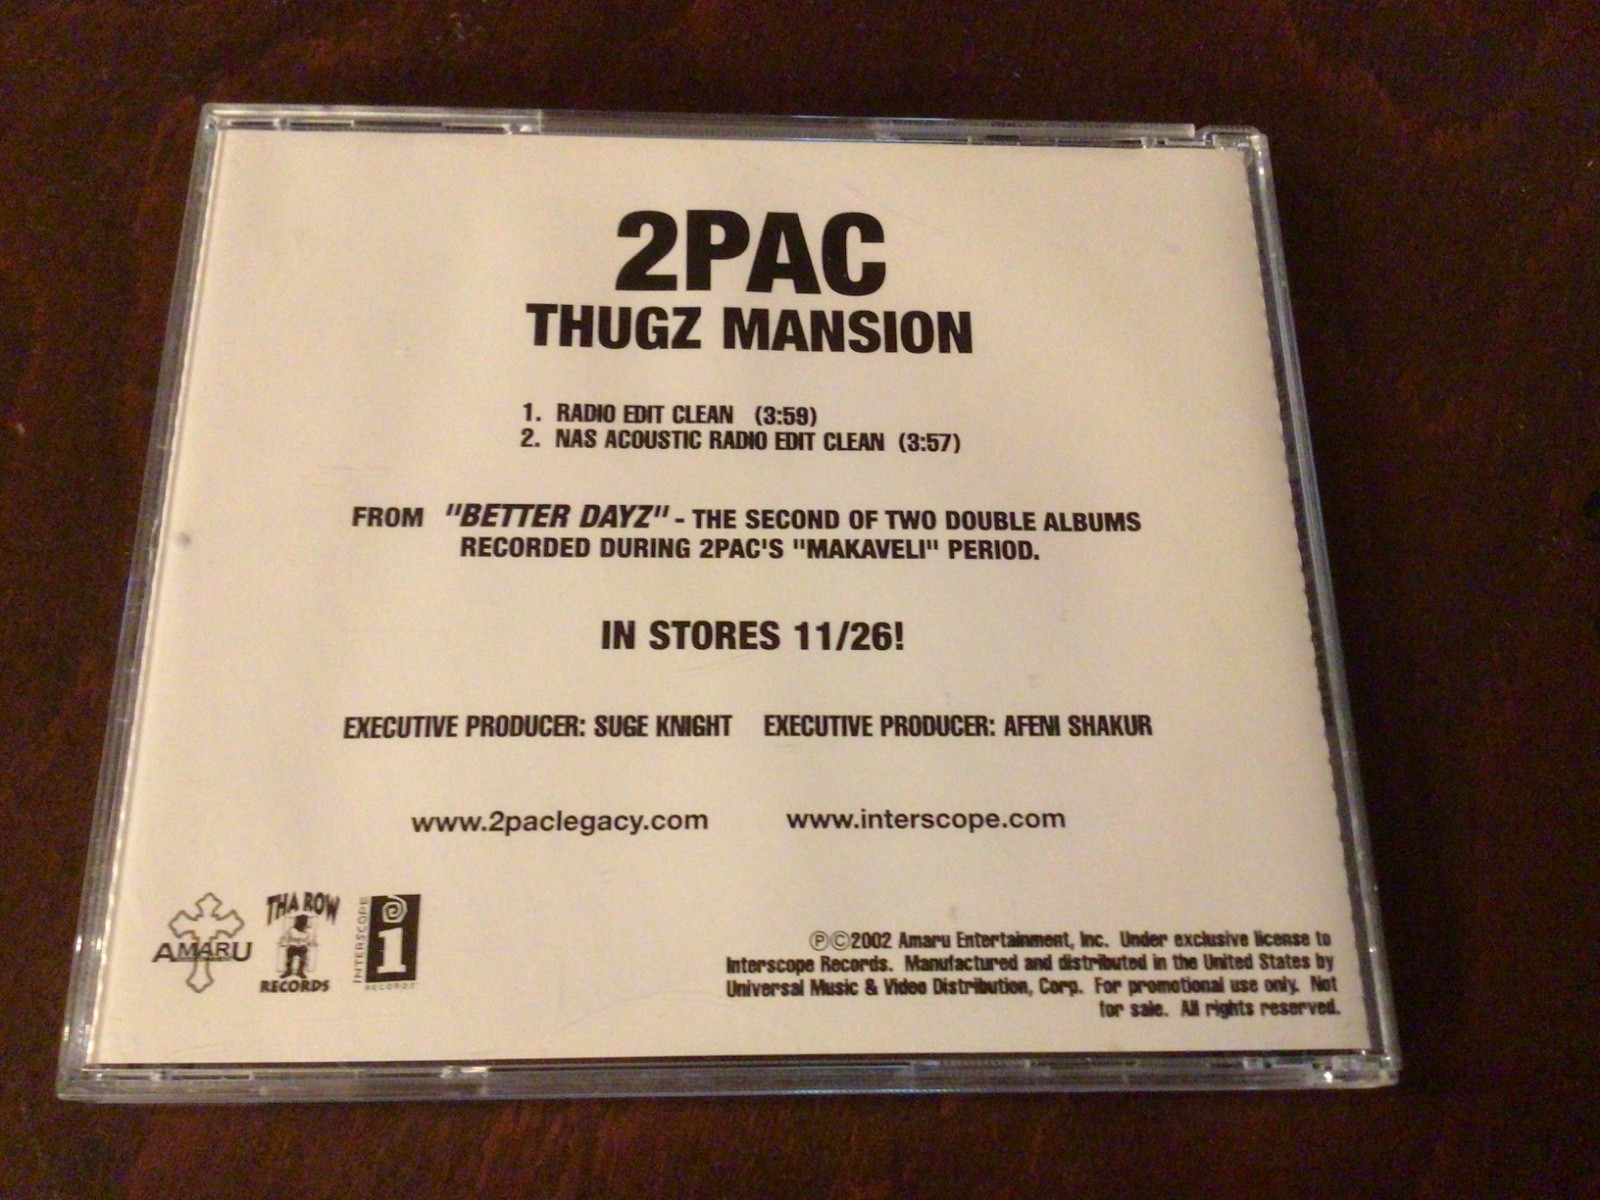 2PAC
THUGZ MANSION
1. RADIO EDIT CLEAN (3:59)
2. NAS ACOUSTIC RADIO EDIT CLEAN (3:57)
FROM "BETTER DAYZ" - THE SECOND OF TWO DOUBLE ALBUMS
RECORDED DURING 2PAC'S "MAKAVELI" PERIOD.
IN STORES 11/26!
EXECUTIVE PRODUCER: SUGE KNIGHT EXECUTIVE PRODUCER: AFENI SHAKUR
www.2paclegacy.com www.interscope.com
AMARU
THA ROW
RECORDS
INTERSCOPE
i
RECORDS
ⓅⒸ2002 Amaru Entertainment, Inc. Under exclusive license to
Interscope Records. Manufactured and distributed in the United States by
Universal Music & Video Distribution, Corp. For promotional use only. Not
for sale. All rights reserved.